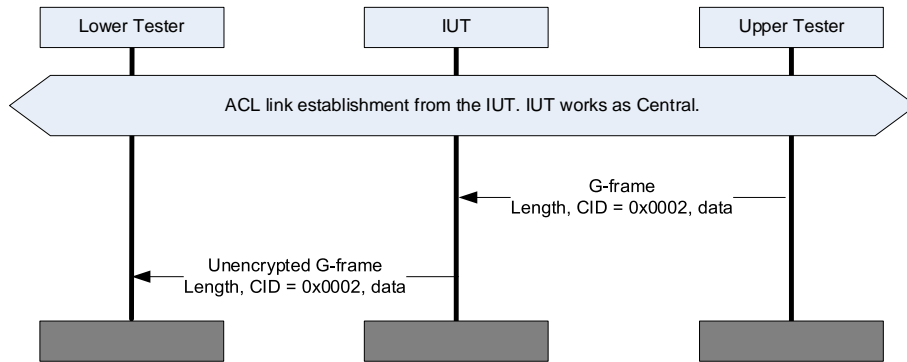 Lower Tester
IUT
Upper Tester
ACL link establishment from the IUT. IUT works as Central.
G-frame
Length, CID = 0x0002, data
Unencrypted G-frame
Length, CID = 0x0002, data